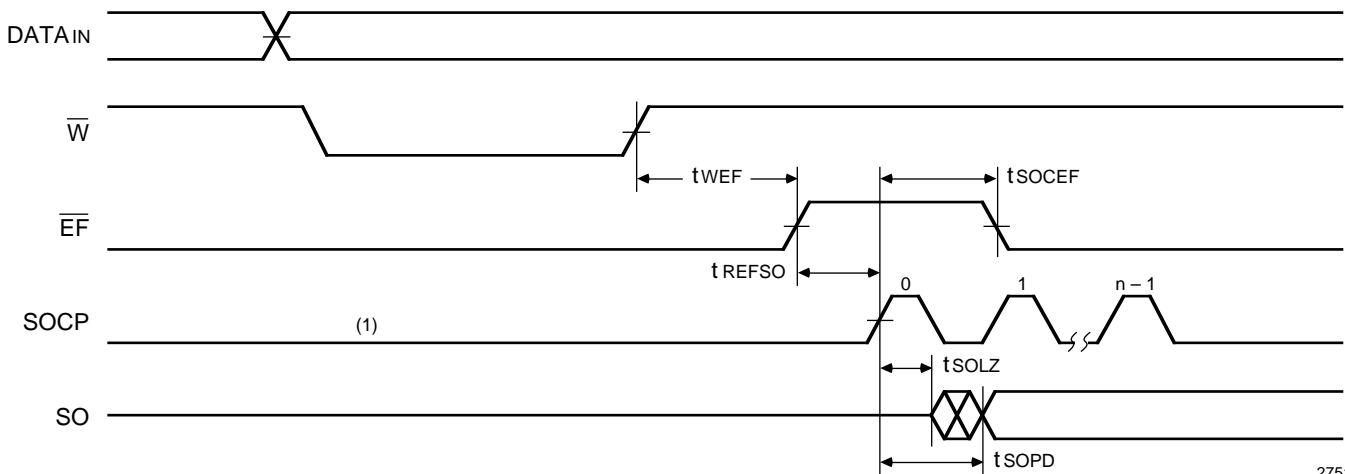 DATAIN
W
tWEF
tSOCEF
EF
tREFSO
0 1 n – 1
SOCP (1)
tSOLZ
SO
tSOPD